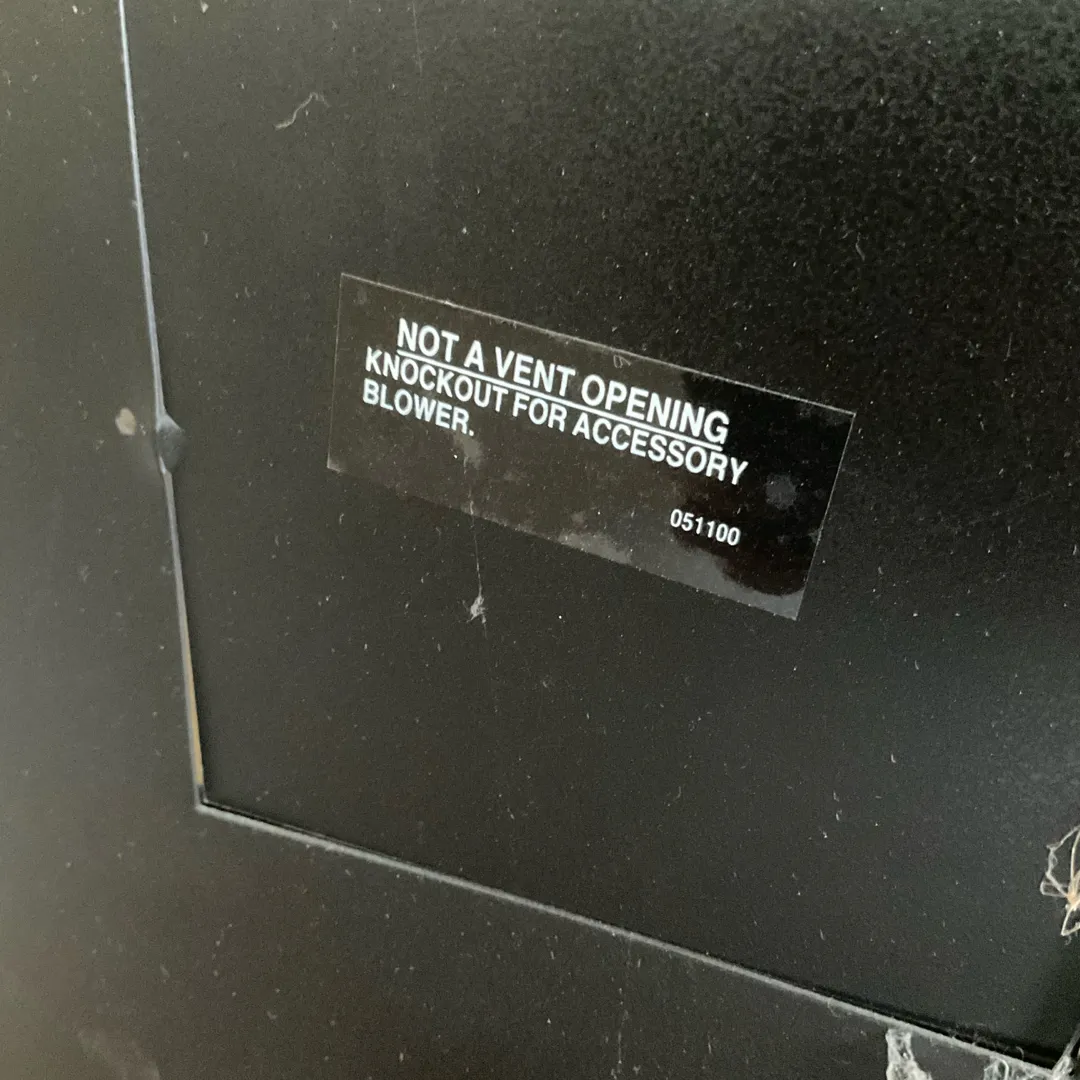 NOT A VENT OPENING
KNOCKOUT FOR ACCESSORY
BLOWER.
051100